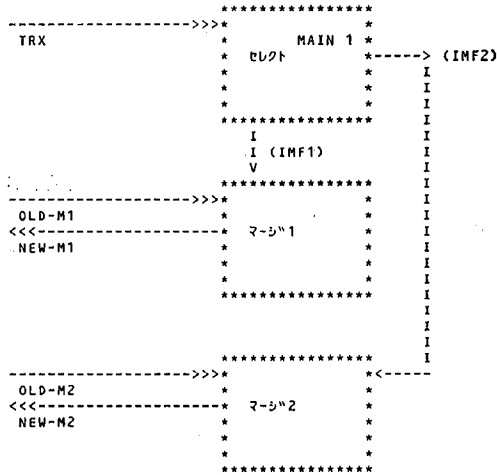 MAIN 1
TRX
ｾﾚｸﾄ
(IMF2)
(IMF1)
OLD-M1
ﾏｰｼﾞ1
NEW-M1
OLD-M2
ﾏｰｼﾞ2
NEW-M2